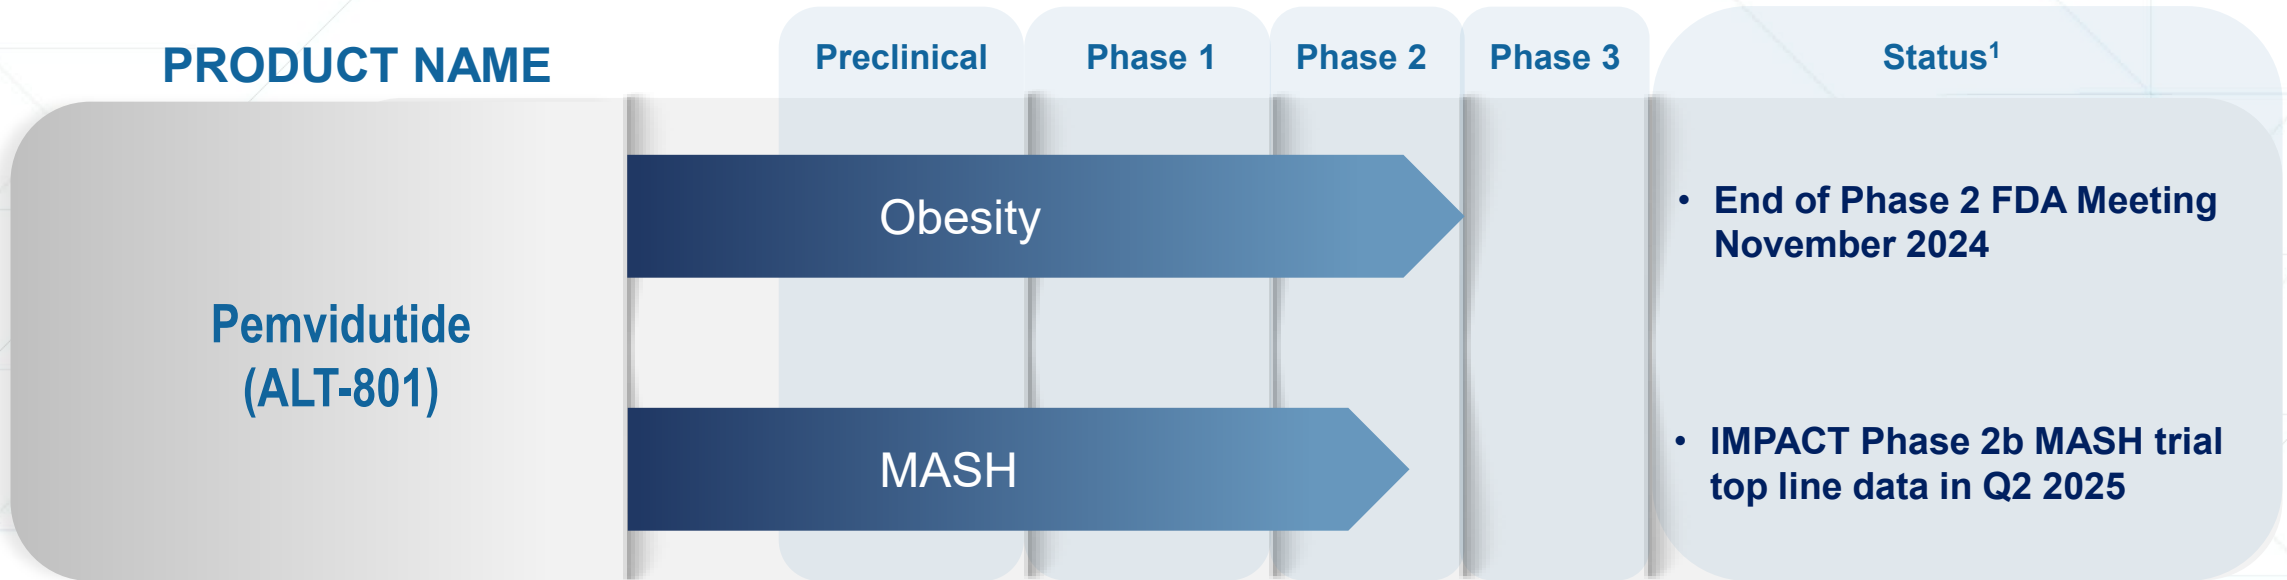 PRODUCT NAME
Preclinical
Phase 1
Phase 2
Phase 3
Status¹
Pemvidutide
(ALT-801)
Obesity
• End of Phase 2 FDA Meeting
November 2024
MASH
• IMPACT Phase 2b MASH trial
top line data in Q2 2025